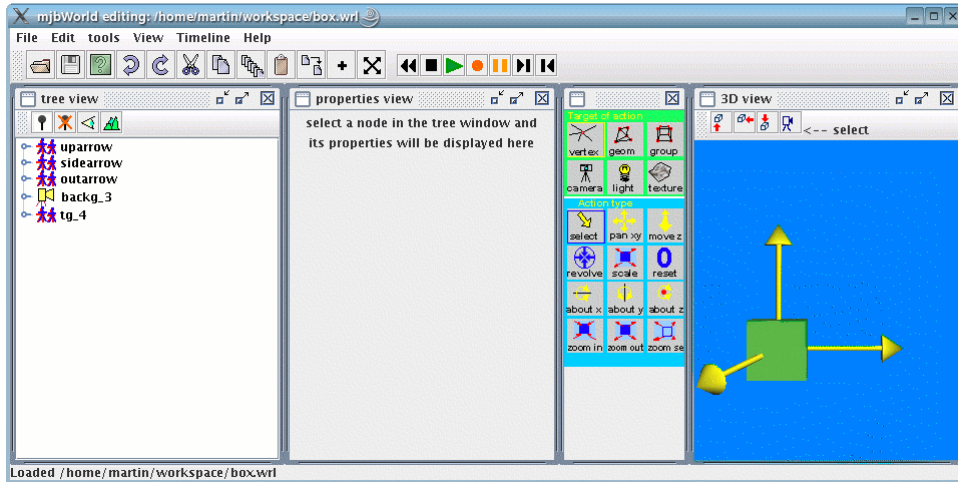 mjbWorld editing: /home/martin/workspace/box.wrl
File Edit tools View Timeline Help
tree view
properties view
3D view
select a node in the tree window and
its properties will be displayed here
<-- select
uparrow
sidearrow
outarrow
backg_3
tg_4
Target of action
vertex geom group
camera light texture
Action type
select pan xy move z
revolve scale reset
about x about y about z
zoom in zoom out zoom se
Loaded /home/martin/workspace/box.wrl